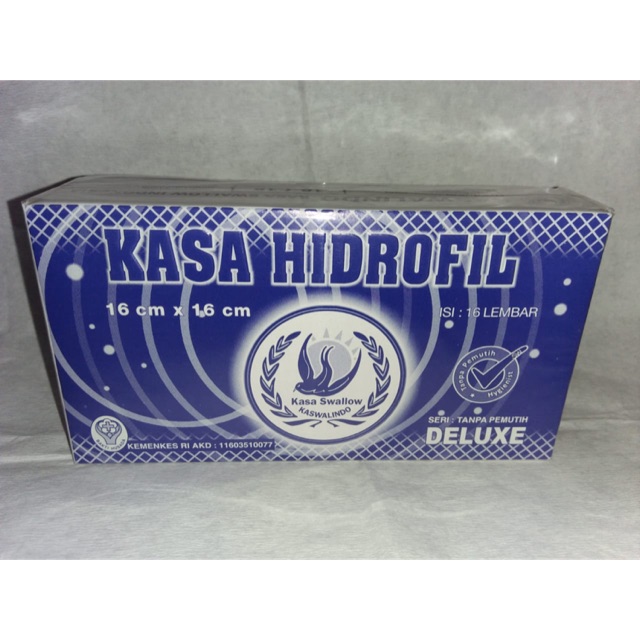 KASA HIDROFIL
16 cm x 16 cm
ISI : 16 LEMBAR
Kasa Swallow
KASWALINDO
Tanpa Pemutih
Hygienist
SERI : TANPA PEMUTIH
DELUXE
KEMENKES RI AKD : 11603510077